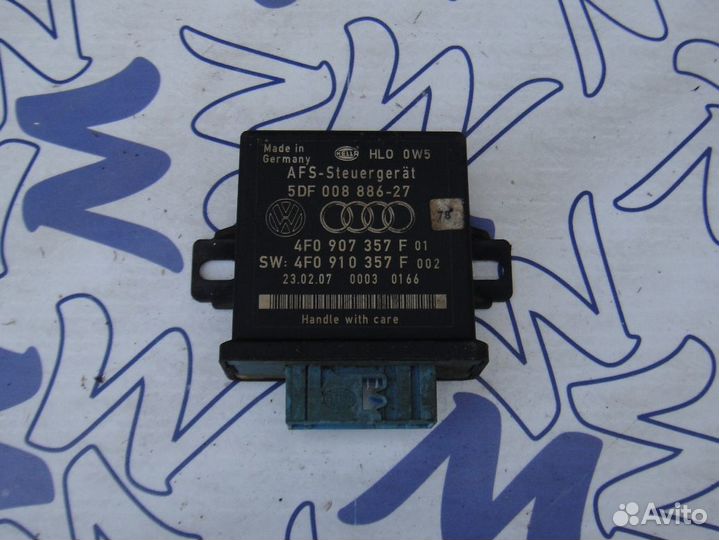 Made in
Germany
HELLA
HLO 0W5
AFS-Steuergerät
5DF 008 886-27
78
4F0 907 357 F 01
SW: 4F0 910 357 F 002
23.02.07 0003 0166
Handle with care
Avito